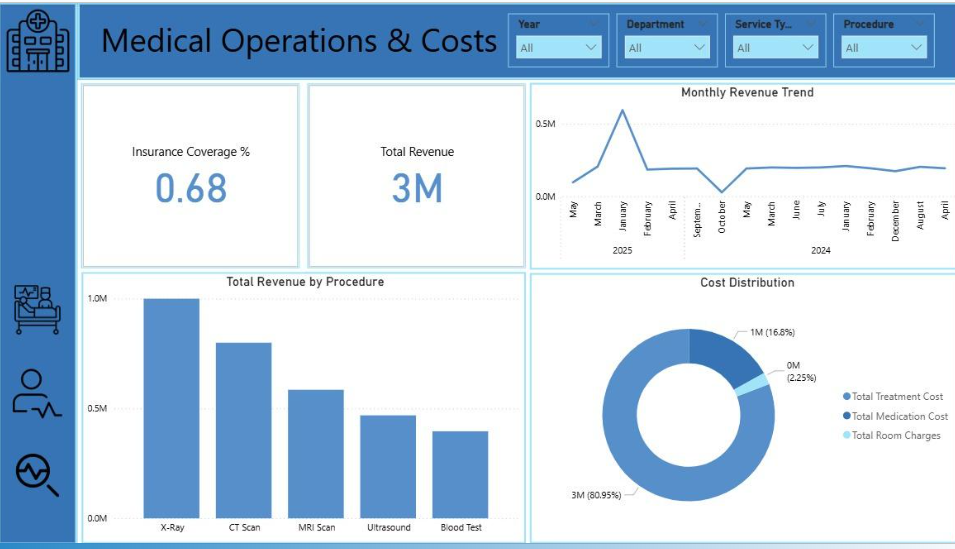 Medical Operations & Costs
Year
All
Department
All
Service Ty...
All
Procedure
All
Insurance Coverage %
0.68
Total Revenue
3M
Monthly Revenue Trend
0.5M
0.0M
May
March
January
February
April
Septem...
October
May
March
June
July
January
February
December
August
April
2025
2024
Total Revenue by Procedure
1.0M
0.5M
0.0M
X-Ray
CT Scan
MRI Scan
Ultrasound
Blood Test
Cost Distribution
1M (16.8%)
0M
(2.25%)
3M (80.95%)
Total Treatment Cost
Total Medication Cost
Total Room Charges